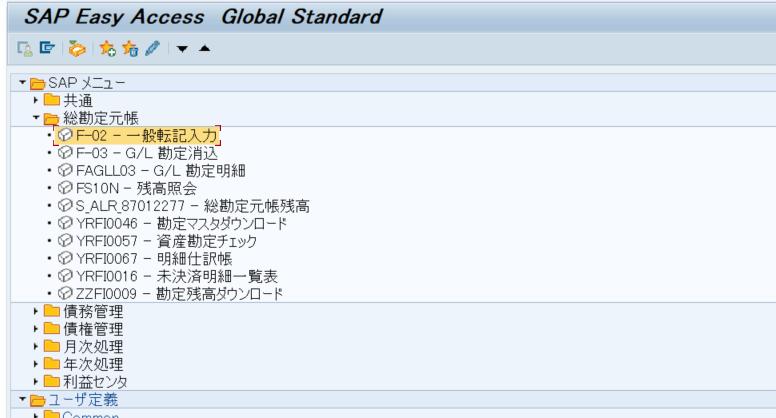 SAP Easy Access Global Standard
SAP メニュー
共通
総勘定元帳
F-02 - 一般転記入力
F-03 - G/L 勘定消込
FAGLL03 - G/L 勘定明細
FS10N - 残高照会
S_ALR_87012277 - 総勘定元帳残高
YRFI0046 - 勘定マスタダウンロード
YRFI0057 - 資産勘定チェック
YRFI0067 - 明細仕訳帳
YRFI0016 - 未決済明細一覧表
ZZFI0009 - 勘定残高ダウンロード
債務管理
債権管理
月次処理
年次処理
利益センタ
ユーザ定義
Common